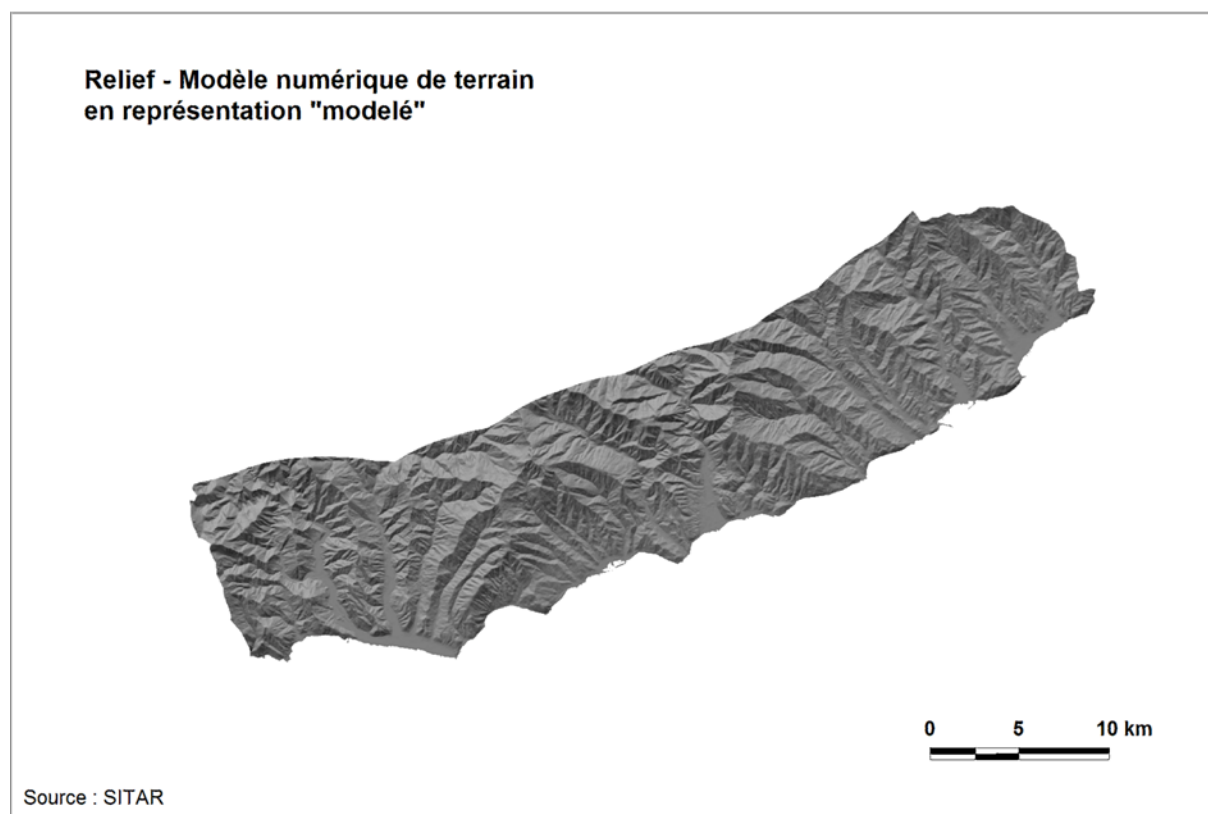 Relief - Modèle numérique de terrain
en représentation "modelé"
0 5 10 km
Source : SITAR